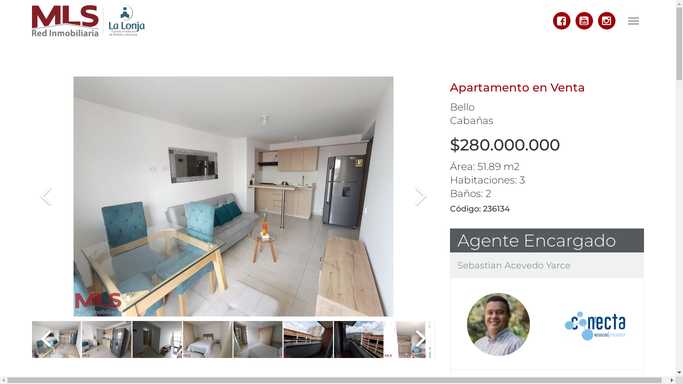 MLS
Red Inmobiliaria
La Lonja
Apartamento en Venta
Bello
Cabañas
$280.000.000
Área: 51.89 m2
Habitaciones: 3
Baños: 2
Código: 236134
MLS
Agente Encargado
Sebastian Acevedo Yarce
conecta